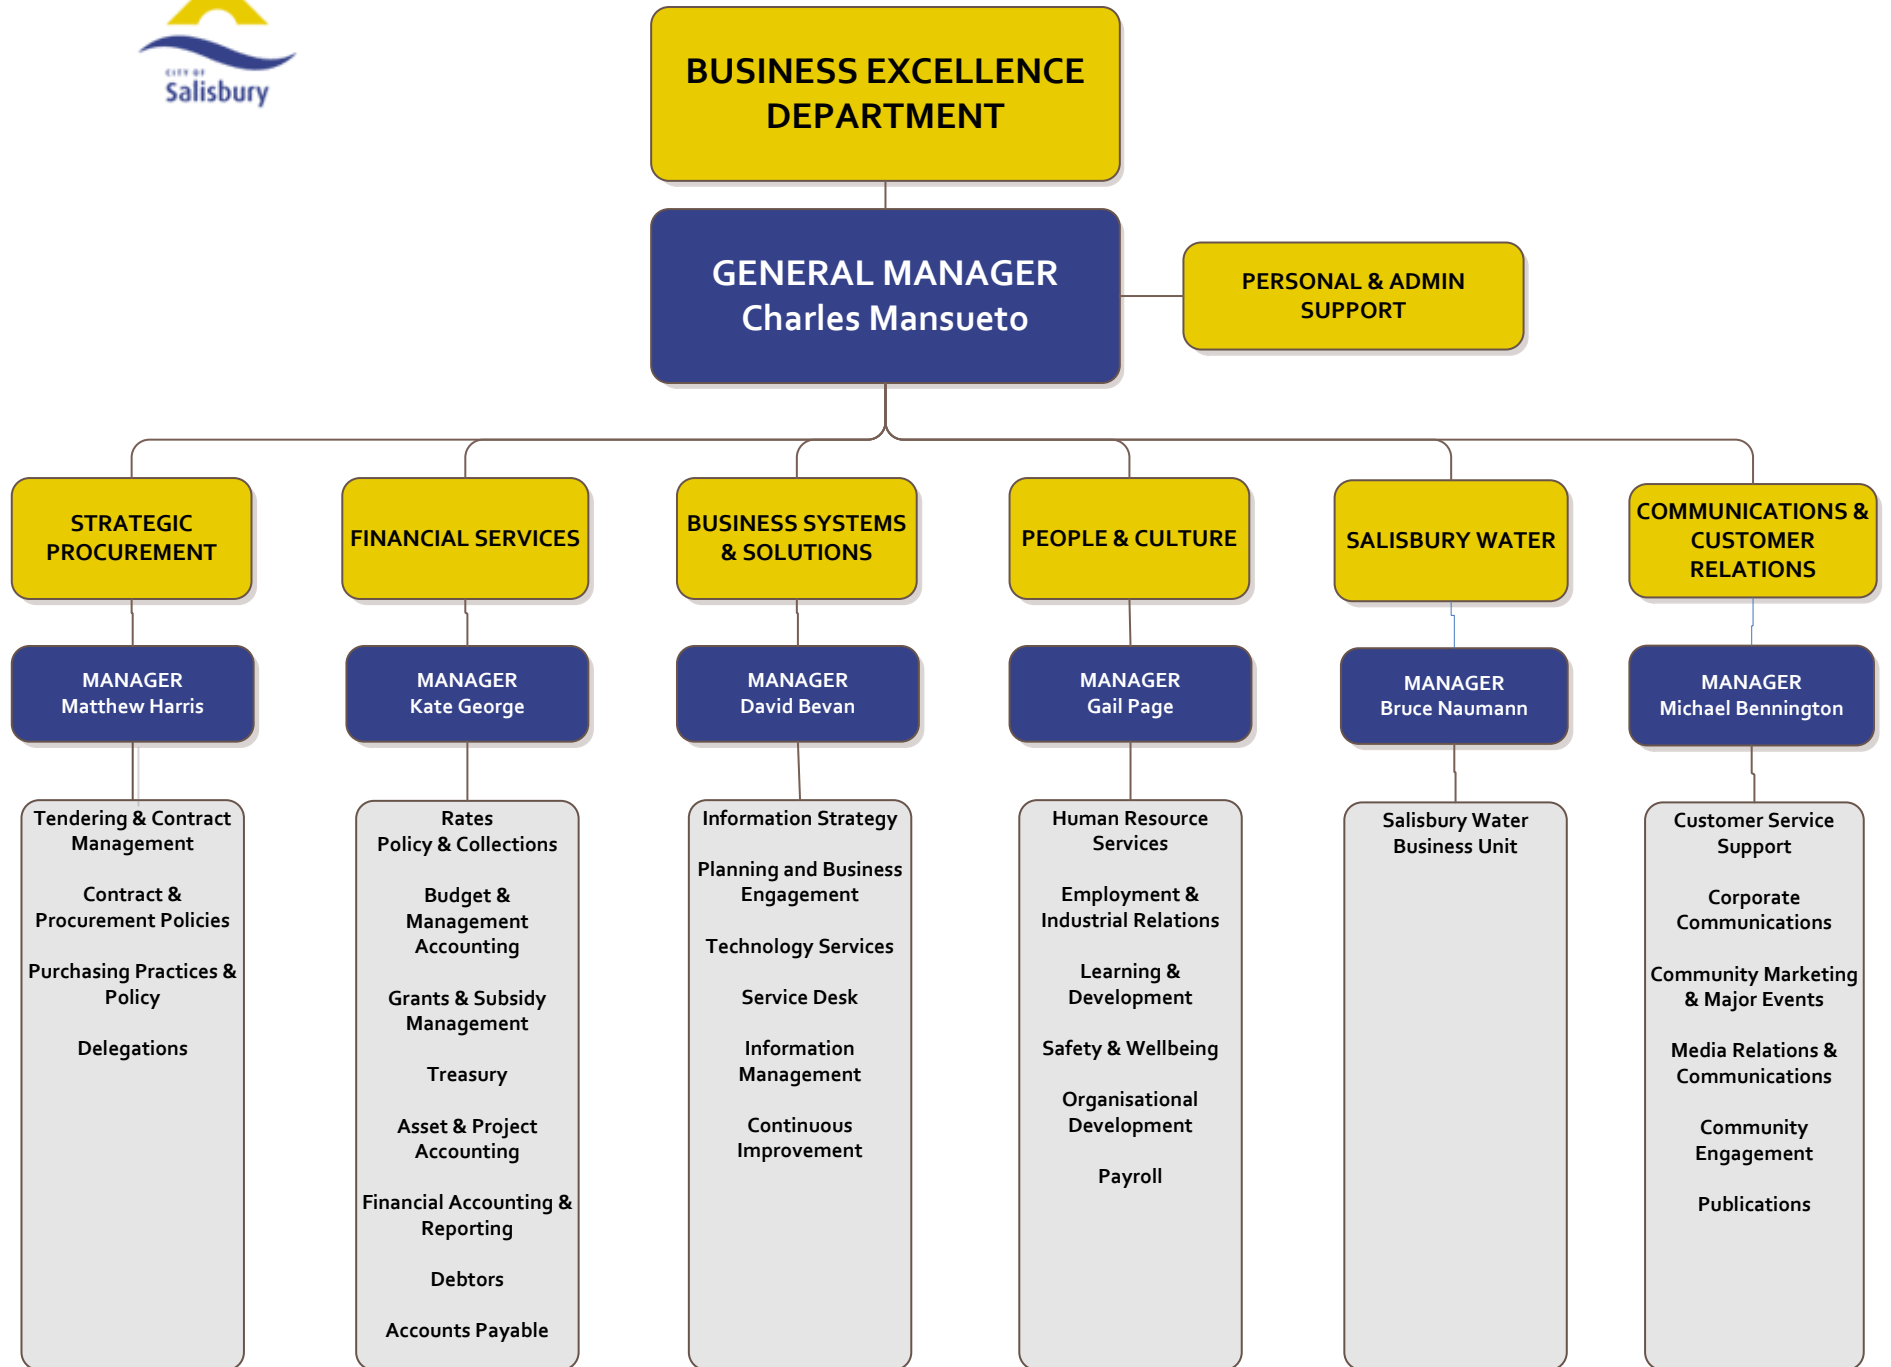 CITY OF
Salisbury
BUSINESS EXCELLENCE
DEPARTMENT
GENERAL MANAGER
Charles Mansueto
PERSONAL & ADMIN
SUPPORT
STRATEGIC
PROCUREMENT
MANAGER
Matthew Harris
Tendering & Contract
Management
Contract &
Procurement Policies
Purchasing Practices &
Policy
Delegations
FINANCIAL SERVICES
MANAGER
Kate George
Rates
Policy & Collections
Budget &
Management
Accounting
Grants & Subsidy
Management
Treasury
Asset & Project
Accounting
Financial Accounting &
Reporting
Debtors
Accounts Payable
BUSINESS SYSTEMS
& SOLUTIONS
MANAGER
David Bevan
Information Strategy
Planning and Business
Engagement
Technology Services
Service Desk
Information
Management
Continuous
Improvement
PEOPLE & CULTURE
MANAGER
Gail Page
Human Resource
Services
Employment &
Industrial Relations
Learning &
Development
Safety & Wellbeing
Organisational
Development
Payroll
SALISBURY WATER
MANAGER
Bruce Naumann
Salisbury Water
Business Unit
COMMUNICATIONS &
CUSTOMER
RELATIONS
MANAGER
Michael Bennington
Customer Service
Support
Corporate
Communications
Community Marketing
& Major Events
Media Relations &
Communications
Community
Engagement
Publications